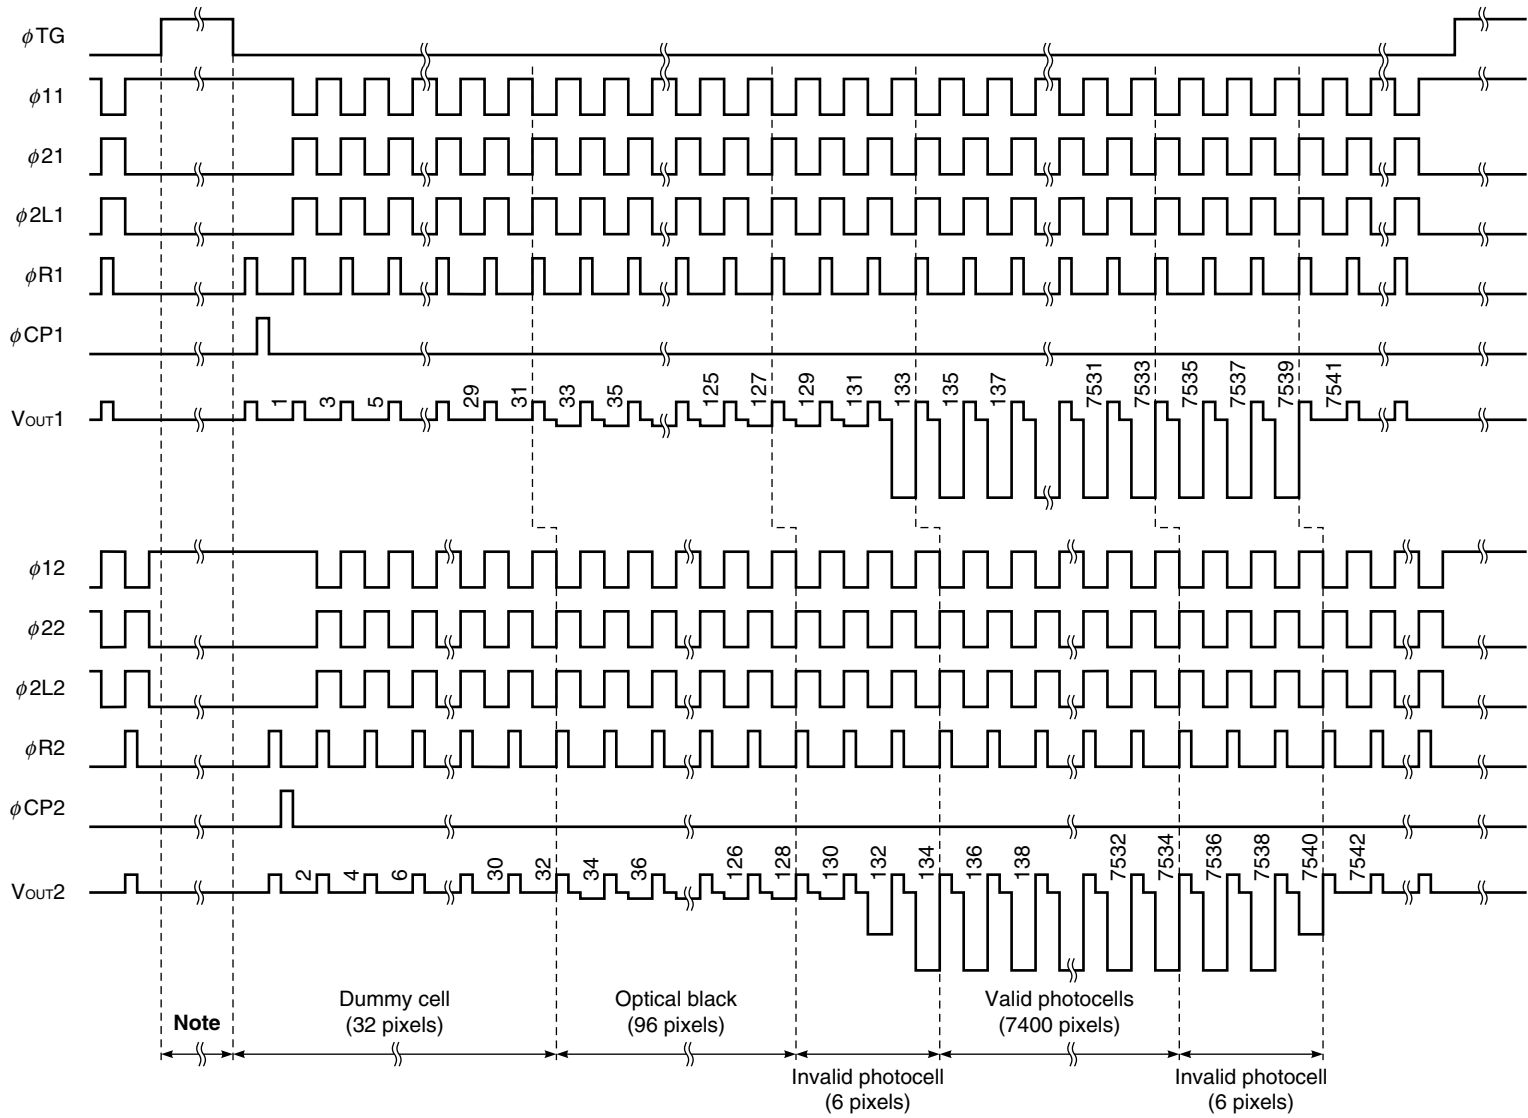 φTG
φ11
φ21
φ2L1
φR1
φCP1
VOUT1
1 3 5 29 31 33 35 125 127 129 131 133 135 137 7531 7533 7535 7537 7539 7541
φ12
φ22
φ2L2
φR2
φCP2
VOUT2
2 4 6 30 32 34 36 126 128 130 132 134 136 138 7532 7534 7536 7538 7540 7542
Note
Dummy cell
(32 pixels)
Optical black
(96 pixels)
Valid photocells
(7400 pixels)
Invalid photocell
(6 pixels)
Invalid photocell
(6 pixels)